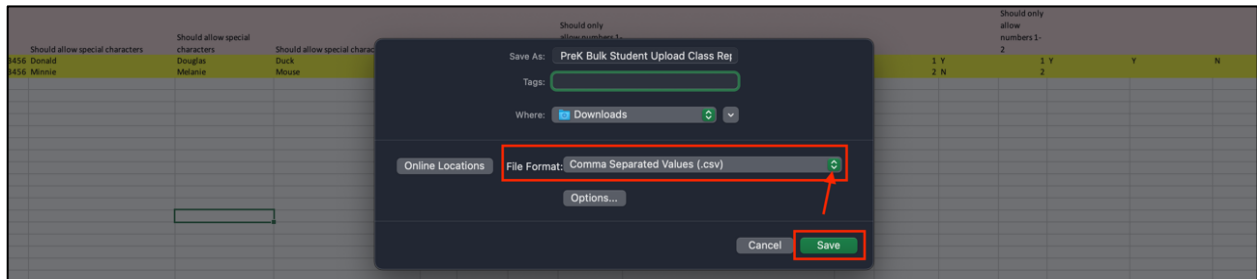 Should only
allow
numbers 1-
2
Should only
allow numbers 1-
Should allow special
characters
Should allow special characters
Should allow special charac
3456 Donald Douglas Duck 1 Y 1 Y Y N
3456 Minnie Melanie Mouse 2 N 2
Save As: PreK Bulk Student Upload Class Rep
Tags:
Where: Downloads
Online Locations File Format: Comma Separated Values (.csv)
Options...
Cancel Save